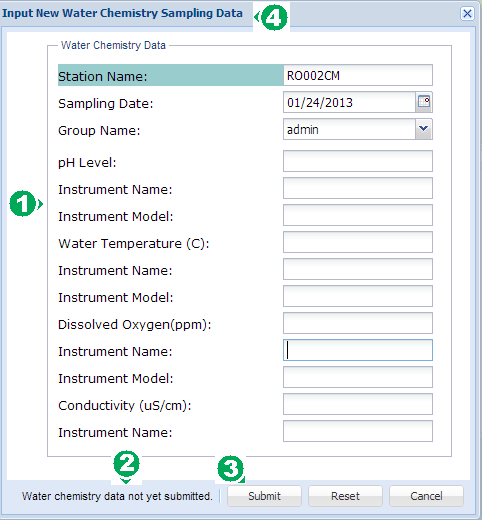 Input New Water Chemistry Sampling Data 4
Water Chemistry Data
Station Name: RO002CM
Sampling Date: 01/24/2013
Group Name: admin
pH Level:
1 Instrument Name:
Instrument Model:
Water Temperature (C):
Instrument Name:
Instrument Model:
Dissolved Oxygen(ppm):
Instrument Name:
Instrument Model:
Conductivity (uS/cm):
Instrument Name:
2 3
Water chemistry data not yet submitted. Submit Reset Cancel